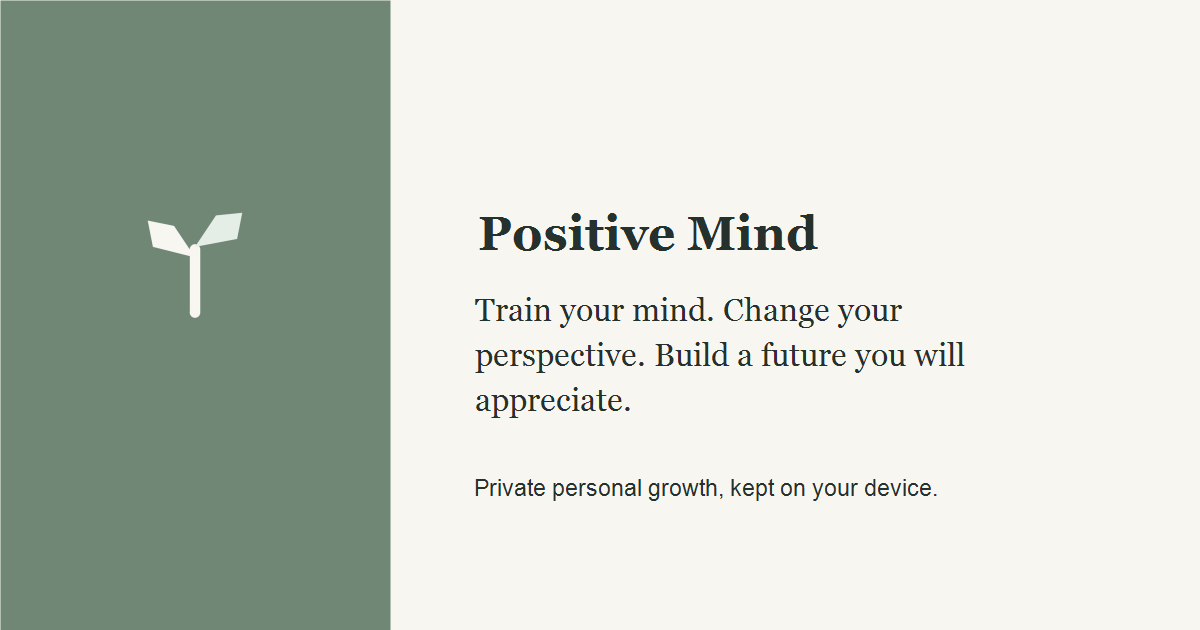 Positive Mind
Train your mind. Change your
perspective. Build a future you will
appreciate.
Private personal growth, kept on your device.